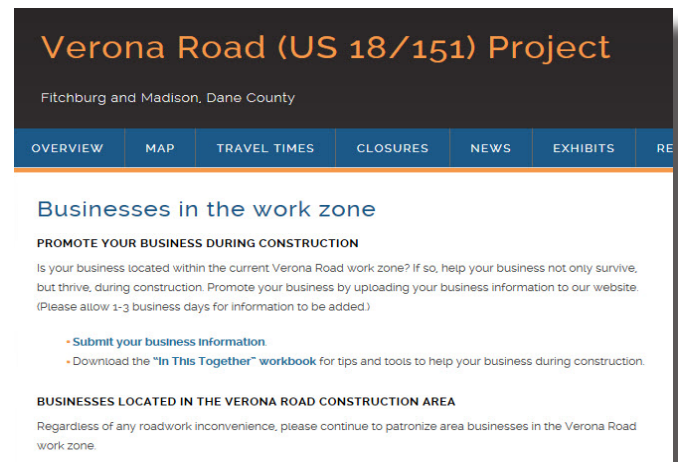 Verona Road (US 18/151) Project
Fitchburg and Madison, Dane County
OVERVIEW MAP TRAVEL TIMES CLOSURES NEWS EXHIBITS RE
Businesses in the work zone
PROMOTE YOUR BUSINESS DURING CONSTRUCTION
Is your business located within the current Verona Road work zone? If so, help your business not only survive,
but thrive, during construction. Promote your business by uploading your business information to our website.
(Please allow 1-3 business days for information to be added.)
• Submit your business information.
• Download the "In This Together" workbook for tips and tools to help your business during construction.
BUSINESSES LOCATED IN THE VERONA ROAD CONSTRUCTION AREA
Regardless of any roadwork inconvenience, please continue to patronize area businesses in the Verona Road
work zone.